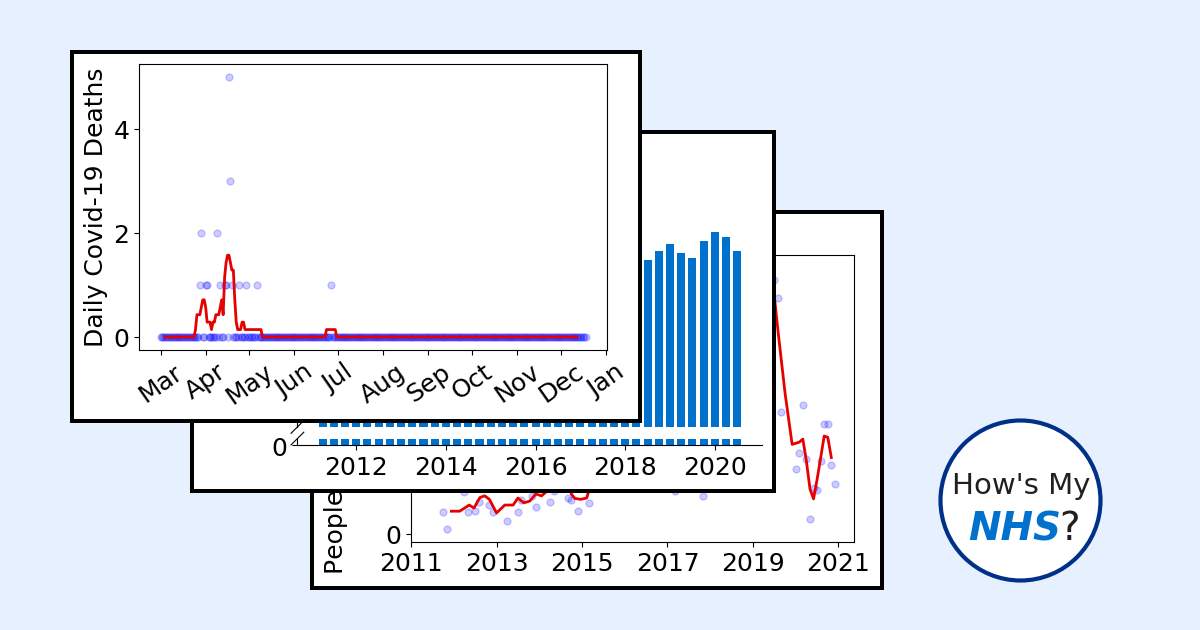 Daily Covid-19 Deaths
4
2
0
Mar Apr May Jun Jul Aug Sep Oct Nov Dec Jan
0
2012 2014 2016 2018 2020
People
0
2011 2013 2015 2017 2019 2021
How's My
NHS?